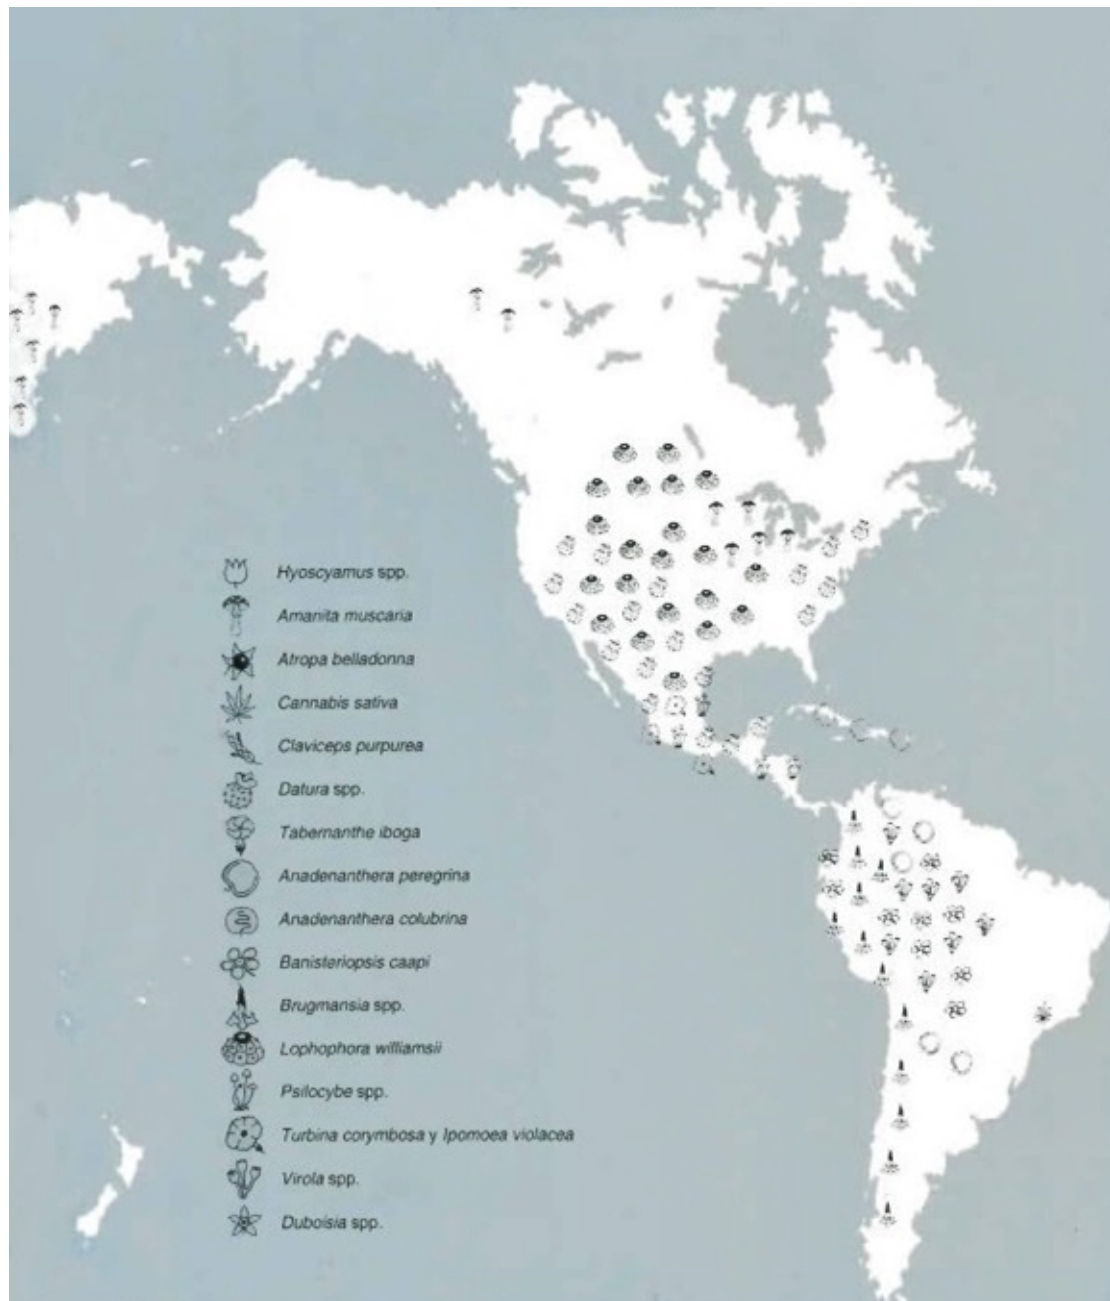 Hyoscyamus spp.
Amanita muscaria
Atropa belladonna
Cannabis sativa
Claviceps purpurea
Datura spp.
Tabernanthe iboga
Anadenanthera peregrina
Anadenanthera colubrina
Banisteriopsis caapi
Brugmansia spp.
Lophophora williamsii
Psilocybe spp.
Turbina corymbosa y Ipomoea violacea
Virola spp.
Duboisia spp.